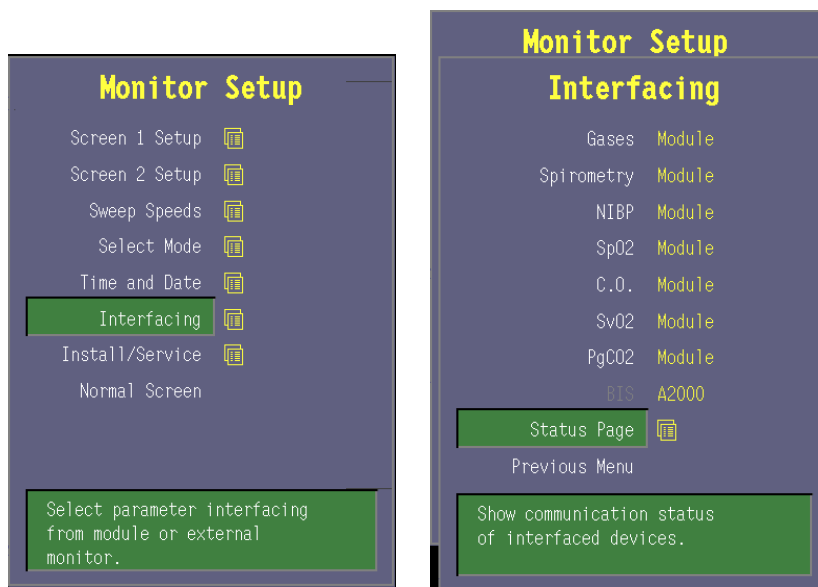 Monitor Setup
Screen 1 Setup
Screen 2 Setup
Sweep Speeds
Select Mode
Time and Date
Interfacing
Install/Service
Normal Screen
Select parameter interfacing
from module or external
monitor.
Monitor Setup
Interfacing
Gases Module
Spirometry Module
NIBP Module
SpO2 Module
C.O. Module
SvO2 Module
PgCO2 Module
BIS A2000
Status Page
Previous Menu
Show communication status
of interfaced devices.